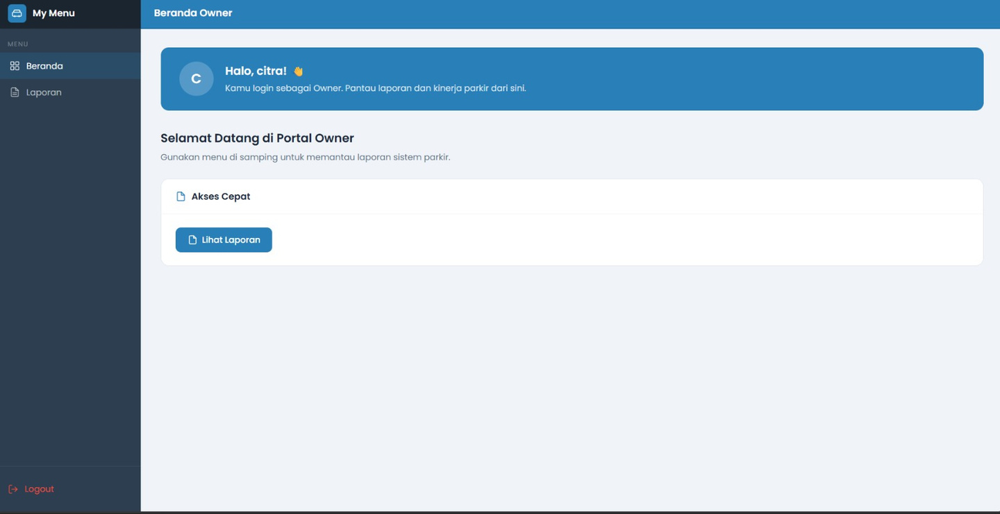 My Menu
Beranda Owner
MENU
Beranda
Laporan
C
Halo, citra! 👋
Kamu login sebagai Owner. Pantau laporan dan kinerja parkir dari sini.
Selamat Datang di Portal Owner
Gunakan menu di samping untuk memantau laporan sistem parkir.
Akses Cepat
Lihat Laporan
Logout